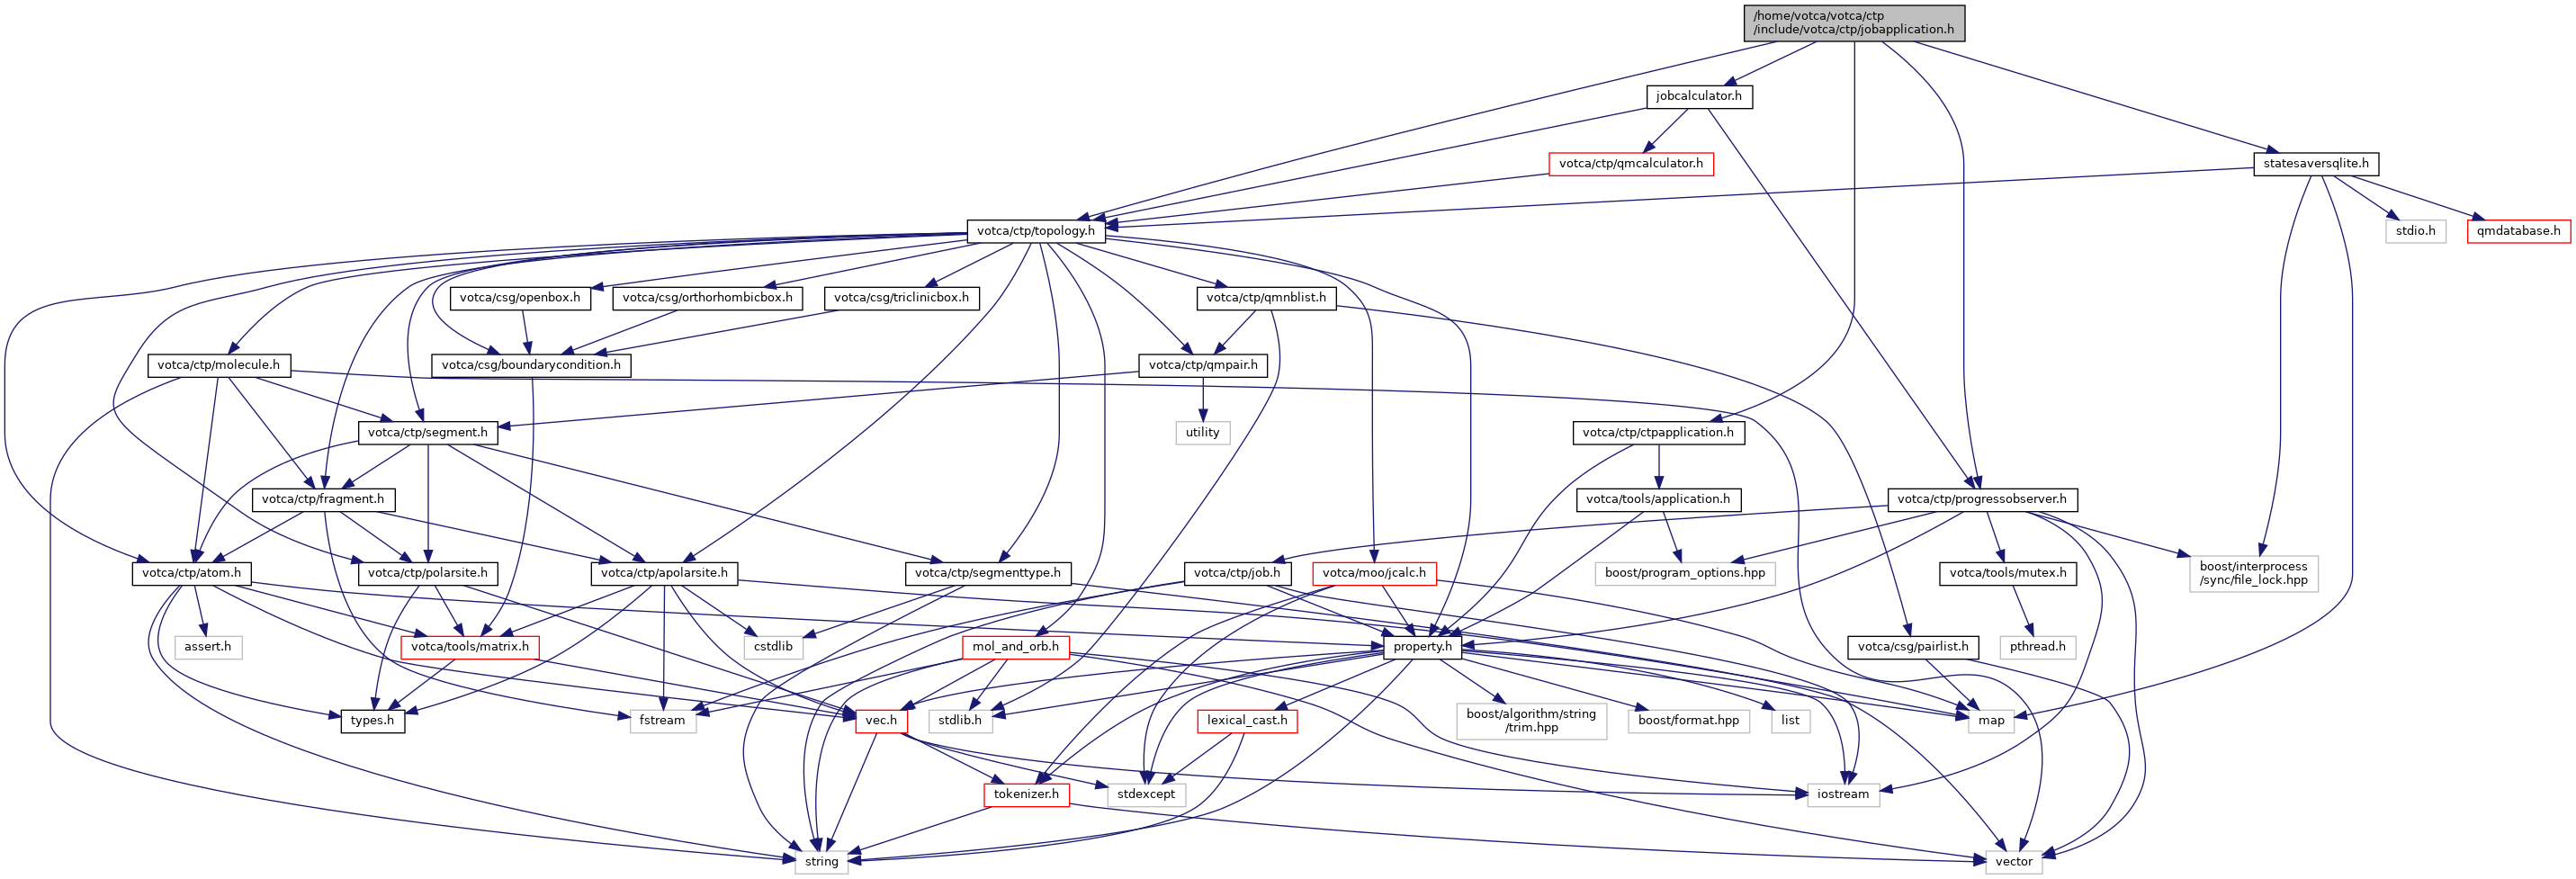 /home/votca/votca/ctp
/include/votca/ctp/jobapplication.h
jobcalculator.h
votca/ctp/qmcalculator.h
statesaversqlite.h
votca/ctp/topology.h
stdio.h
qmdatabase.h
votca/csg/openbox.h
votca/csg/orthorhombicbox.h
votca/csg/triclinicbox.h
votca/ctp/qmnblist.h
votca/ctp/molecule.h
votca/csg/boundarycondition.h
votca/ctp/qmpair.h
votca/ctp/segment.h
utility
votca/ctp/ctpapplication.h
votca/ctp/fragment.h
votca/tools/application.h
votca/ctp/progressobserver.h
votca/ctp/atom.h
votca/ctp/polarsite.h
votca/ctp/apolarsite.h
votca/ctp/segmenttype.h
votca/ctp/job.h
votca/moo/jcalc.h
boost/program_options.hpp
votca/tools/mutex.h
boost/interprocess
/sync/file_lock.hpp
assert.h
votca/tools/matrix.h
cstdlib
mol_and_orb.h
property.h
votca/csg/pairlist.h
pthread.h
types.h
fstream
vec.h
stdlib.h
lexical_cast.h
boost/algorithm/string
/trim.hpp
boost/format.hpp
list
map
tokenizer.h
stdexcept
iostream
string
vector